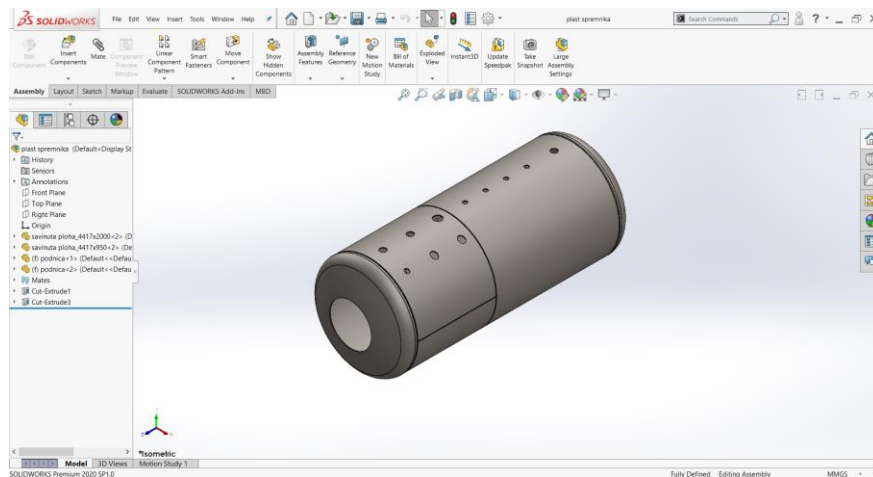 SOLIDWORKS File Edit View Insert Tools Window Help plast spremnika Search Commands
Edit Component Insert Components Mate Component Preview Window Linear Component Pattern Smart Fasteners Move Component Show Hidden Components Assembly Features Reference Geometry New Motion Study Bill of Materials Exploded View Instant3D Update Speedpak Take Snapshot Large Assembly Settings
Assembly Layout Sketch Markup Evaluate SOLIDWORKS Add-Ins MBD
plast spremnika (Default<Display St
History
Sensors
Annotations
Front Plane
Top Plane
Right Plane
Origin
savinuta ploha_4417x2000<2> (D
savinuta ploha_4417x950<2> (De
(f) podnica<1> (Default<<Defau
(f) podnica<2> (Default<<Defau
Mates
Cut-Extrude1
Cut-Extrude3
*Isometric
Model 3D Views Motion Study 1
SOLIDWORKS Premium 2020 SP1.0 Fully Defined Editing Assembly MMGS